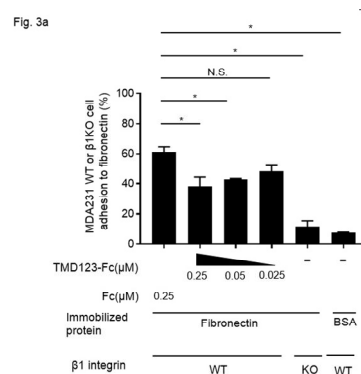 Fig. 3a
*
*
N.S.
*
*
MDA231 WT or β1KO cell
adhesion to fibronectin (%)
100
80
60
40
20
0
TMD123-Fc(μM)
0.25 0.05 0.025 – –
Fc(μM) 0.25
Immobilized
protein
Fibronectin BSA
β1 integrin WT KO WT